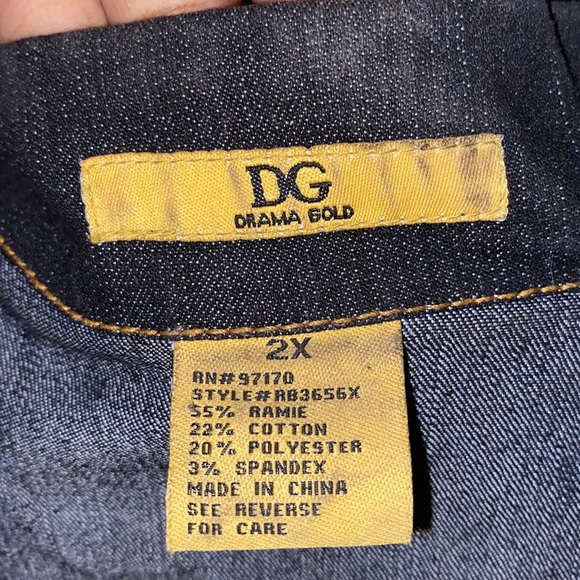 DG
DRAMA GOLD
2X
RN# 97170
STYLE#RB3656X
55% RAMIE
22% COTTON
20% POLYESTER
3% SPANDEX
MADE IN CHINA
SEE REVERSE
FOR CARE